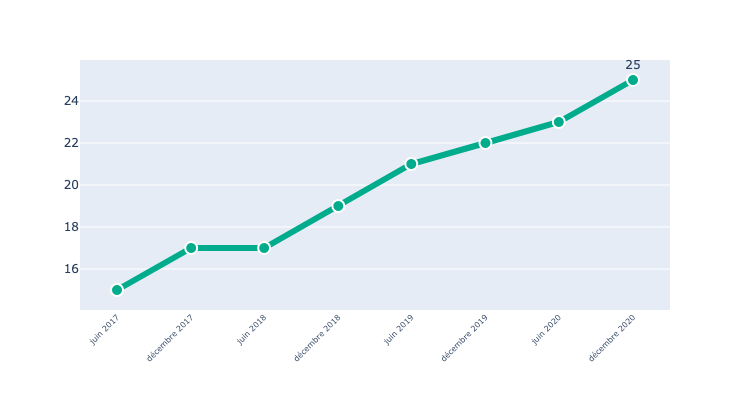 25
24
22
20
18
16
juin 2017
décembre 2017
juin 2018
décembre 2018
juin 2019
décembre 2019
juin 2020
décembre 2020